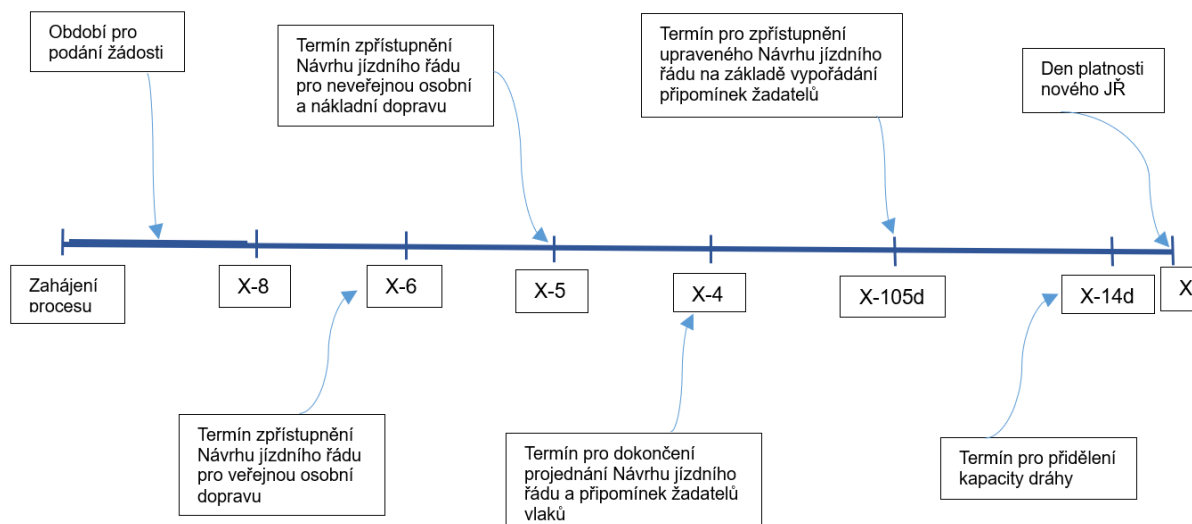 Období pro
podání žádosti
Termín zpřístupnění
Návrhu jízdního řádu
pro neveřejnou osobní
a nákladní dopravu
Termín pro zpřístupnění
upraveného Návrhu jízdního
řádu na základě vypořádání
připomínek žadatelů
Den platnosti
nového JŘ
Zahájení
procesu
X-8
X-6
X-5
X-4
X-105d
X-14d
X
Termín zpřístupnění
Návrhu jízdního řádu
pro veřejnou osobní
dopravu
Termín pro dokončení
projednání Návrhu jízdního
řádu a připomínek žadatelů
vlaků
Termín pro přidělení
kapacity dráhy